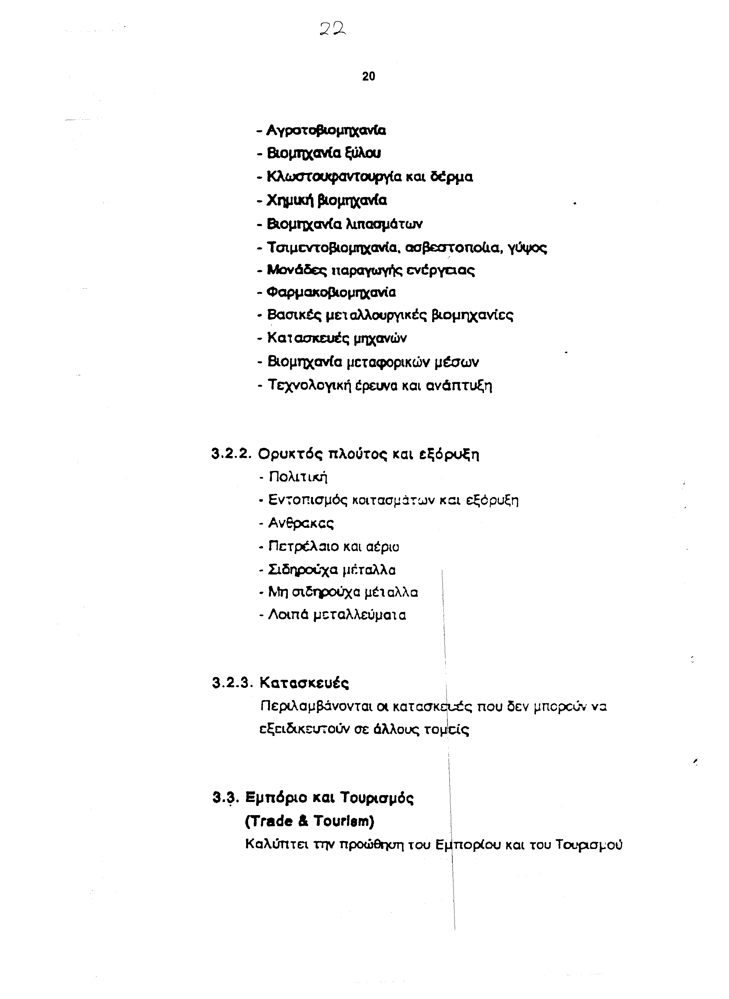 22
20
- Αγροτοβιομηχανία
- Βιομηχανία ξύλου
- Κλωστουφαντουργία και δέρμα
- Χημική βιομηχανία
- Βιομηχανία λιπασμάτων
- Τσιμεντοβιομηχανία, ασβεστοποιία, γύψος
- Μονάδες παραγωγής ενέργειας
- Φαρμακοβιομηχανία
- Βασικές μεταλλουργικές βιομηχανίες
- Κατασκευές μηχανών
- Βιομηχανία μεταφορικών μέσων
- Τεχνολογική έρευνα και ανάπτυξη
3.2.2. Ορυκτός πλούτος και εξόρυξη
- Πολιτική
- Εντοπισμός κοιτασμάτων και εξόρυξη
- Ανθρακας
- Πετρέλαιο και αέριο
- Σιδηρούχα μέταλλα
- Μη σιδηρούχα μέταλλα
- Λοιπά μεταλλεύματα
3.2.3. Κατασκευές
Περιλαμβάνονται οι κατασκευές που δεν μπορούν να
εξειδικευτούν σε άλλους τομείς
3.3. Εμπόριο και Τουρισμός
(Trade & Tourism)
Καλύπτει την προώθηση του Εμπορίου και του Τουρισμού